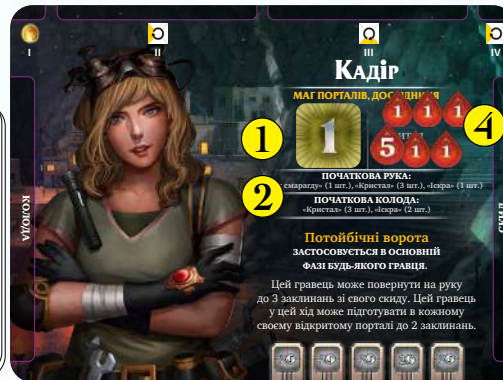 I
II
III
IV
КАДІР
МАГ ПОРТАЛІВ,
1
1
1 1 1
5 1 1
4
2
ПОЧАТКОВА РУКА:
смарагду» (1 шт.), «Кристал» (3 шт.), «Іскра» (1 шт.)
ПОЧАТКОВА КОЛОДА:
«Кристал» (3 шт.), «Іскра» (2 шт.)
КОЛОДА
СКИД
Потойбічні ворота
ЗАСТОСОВУЄТЬСЯ В ОСНОВНІЙ
ФАЗІ БУДЬ-ЯКОГО ГРАВЦЯ.
Цей гравець може повернути на руку
до 3 заклинань зі свого скиду. Цей гравець
у цей хід може підготувати в кожному
своєму відкритому порталі до 2 заклинань.